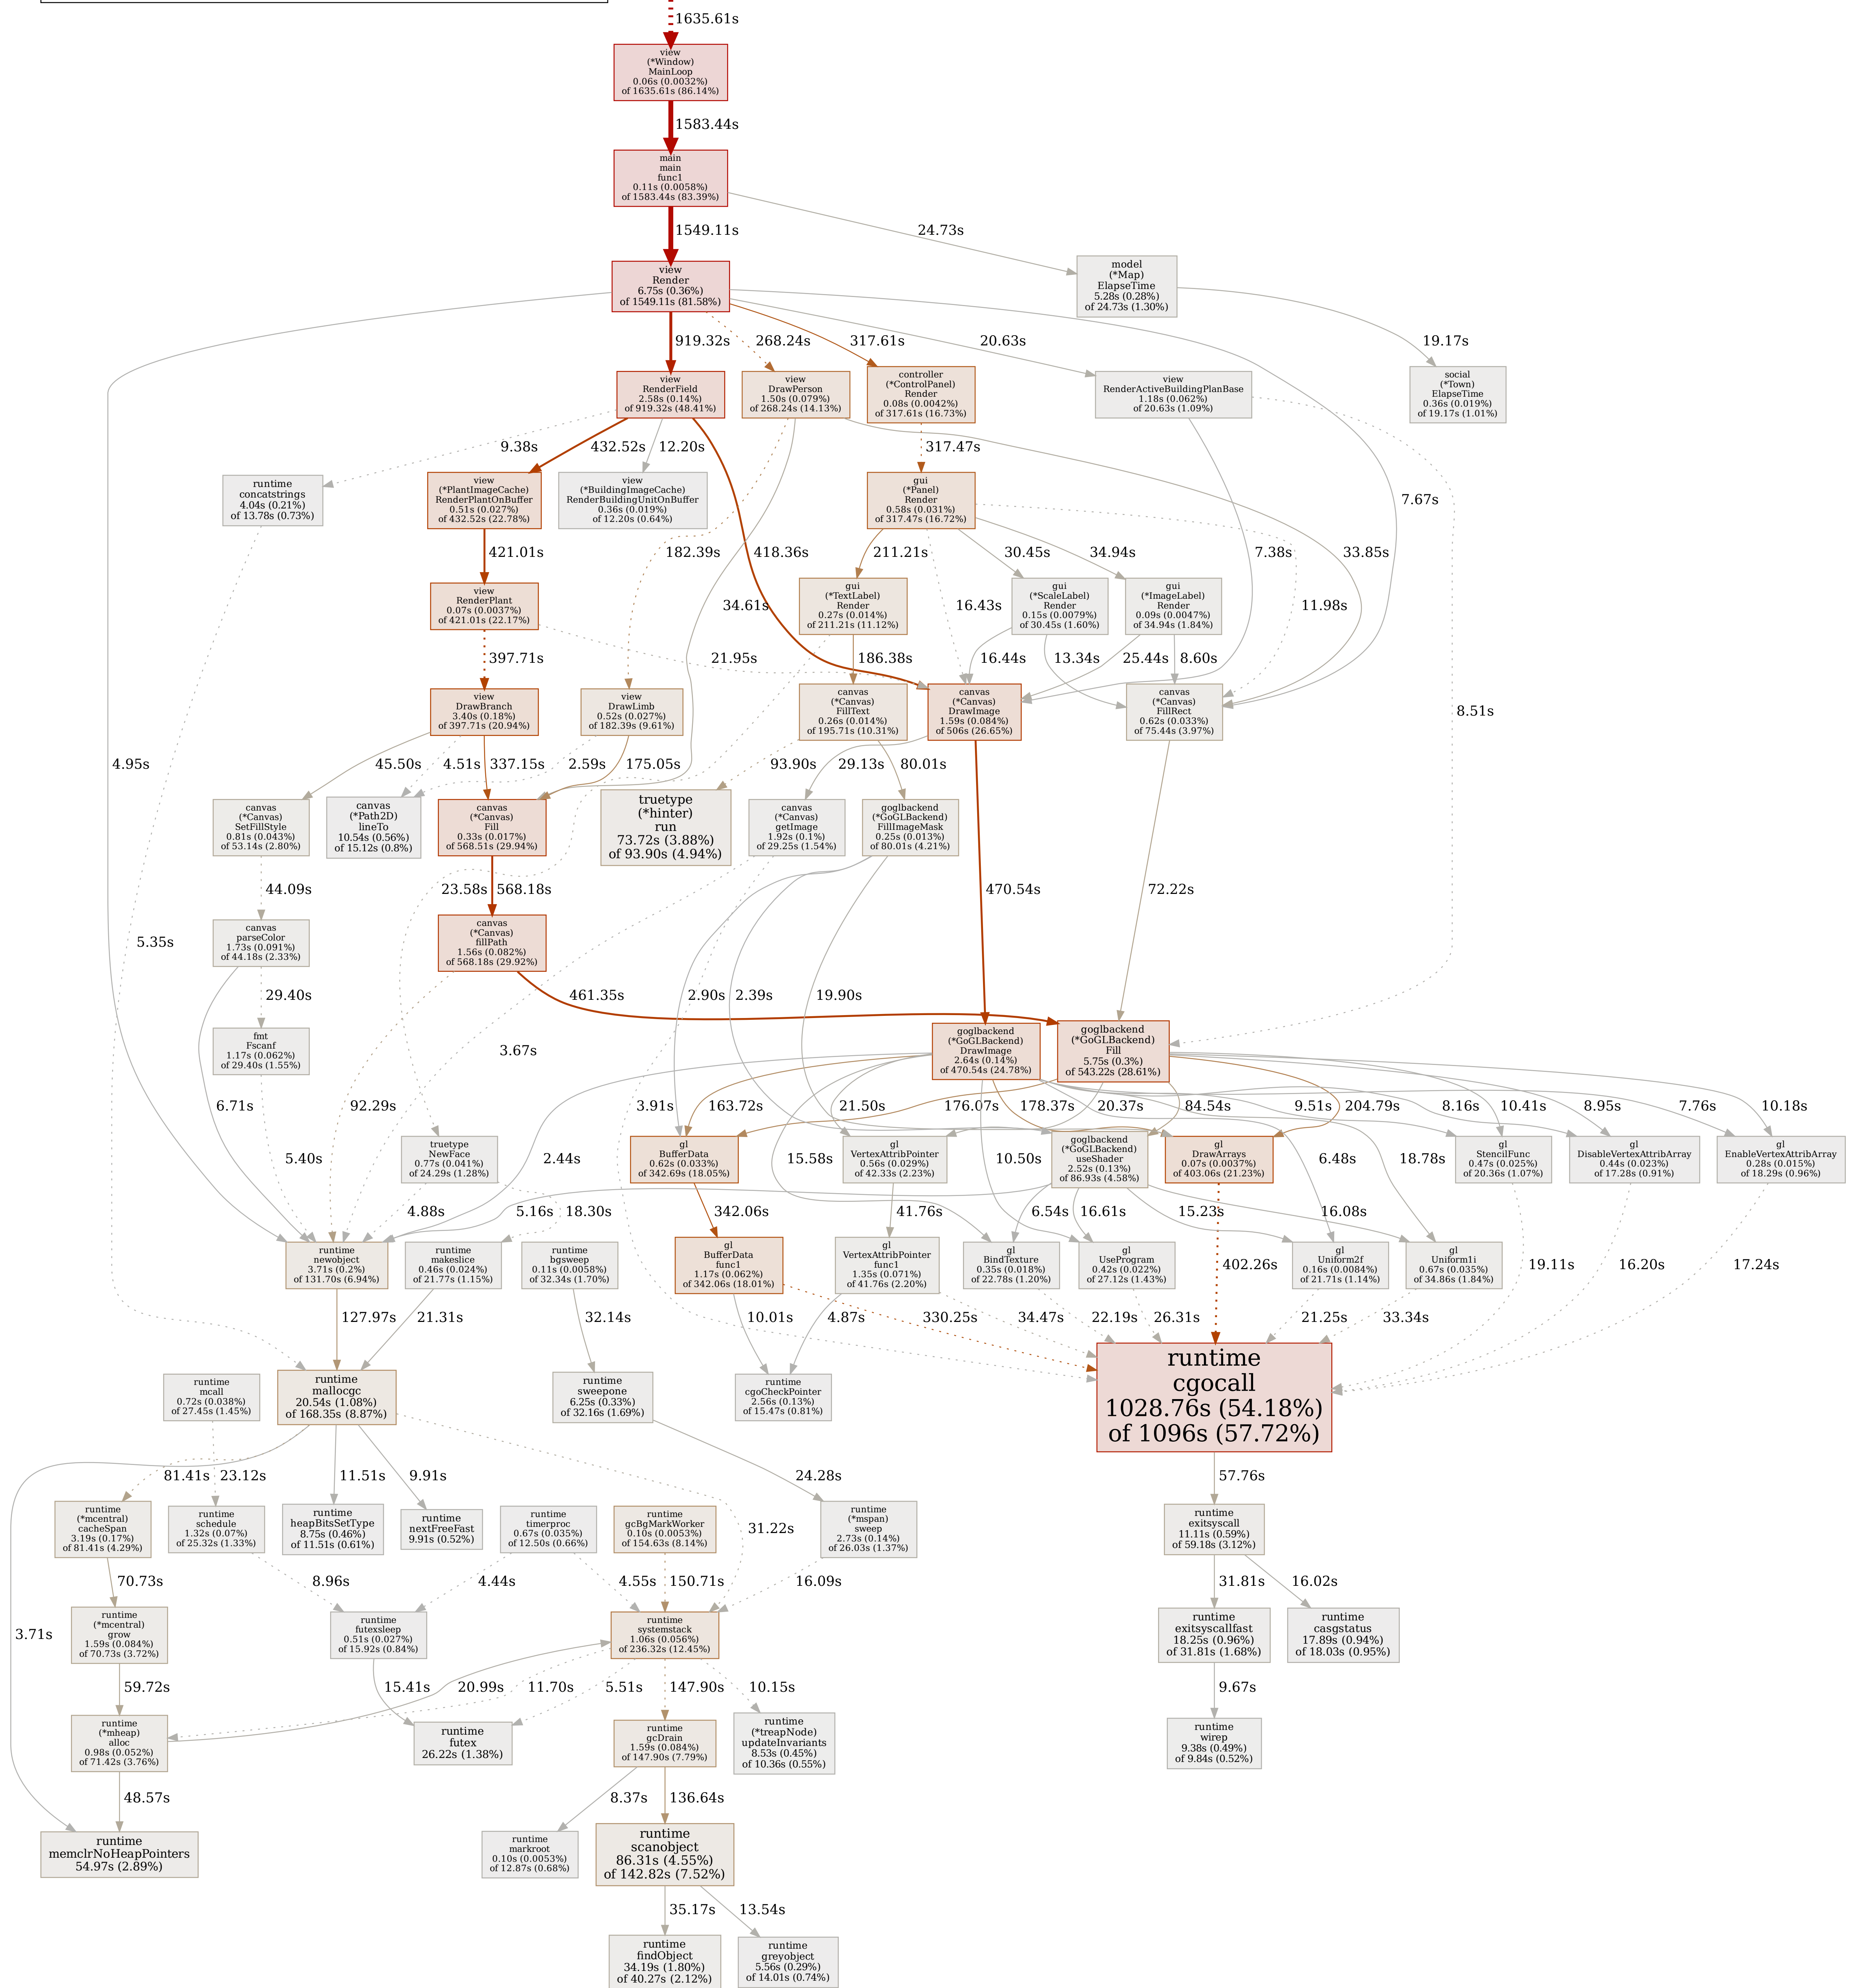 1635.61s
view
(*Window)
MainLoop
0.06s (0.0032%)
of 1635.61s (86.14%)
1583.44s
main
main
func1
0.11s (0.0058%)
of 1583.44s (83.39%)
1549.11s
24.73s
view
Render
6.75s (0.36%)
of 1549.11s (81.58%)
model
(*Map)
ElapseTime
5.28s (0.28%)
of 24.73s (1.30%)
919.32s
268.24s
317.61s
20.63s
19.17s
view
RenderField
2.58s (0.14%)
of 919.32s (48.41%)
view
DrawPerson
1.50s (0.079%)
of 268.24s (14.13%)
controller
(*ControlPanel)
Render
0.08s (0.0042%)
of 317.61s (16.73%)
view
RenderActiveBuildingPlanBase
1.18s (0.062%)
of 20.63s (1.09%)
social
(*Town)
ElapseTime
0.36s (0.019%)
of 19.17s (1.01%)
9.38s
432.52s
12.20s
317.47s
7.67s
runtime
concatstrings
4.04s (0.21%)
of 13.78s (0.73%)
view
(*PlantImageCache)
RenderPlantOnBuffer
0.51s (0.027%)
of 432.52s (22.78%)
view
(*BuildingImageCache)
RenderBuildingUnitOnBuffer
0.36s (0.019%)
of 12.20s (0.64%)
gui
(*Panel)
Render
0.58s (0.031%)
of 317.47s (16.72%)
421.01s
182.39s
418.36s
211.21s
30.45s
34.94s
7.38s
33.85s
view
RenderPlant
0.07s (0.0037%)
of 421.01s (22.17%)
34.61s
gui
(*TextLabel)
Render
0.27s (0.014%)
of 211.21s (11.12%)
16.43s
gui
(*ScaleLabel)
Render
0.15s (0.0079%)
of 30.45s (1.60%)
gui
(*ImageLabel)
Render
0.09s (0.0047%)
of 34.94s (1.84%)
11.98s
397.71s
21.95s
186.38s
16.44s
13.34s
25.44s
8.60s
view
DrawBranch
3.40s (0.18%)
of 397.71s (20.94%)
view
DrawLimb
0.52s (0.027%)
of 182.39s (9.61%)
canvas
(*Canvas)
FillText
0.26s (0.014%)
of 195.71s (10.31%)
canvas
(*Canvas)
DrawImage
1.59s (0.084%)
of 506s (26.65%)
canvas
(*Canvas)
FillRect
0.62s (0.033%)
of 75.44s (3.97%)
8.51s
4.95s
45.50s
4.51s
337.15s
2.59s
175.05s
93.90s
29.13s
80.01s
canvas
(*Canvas)
SetFillStyle
0.81s (0.043%)
of 53.14s (2.80%)
canvas
(*Path2D)
lineTo
10.54s (0.56%)
of 15.12s (0.8%)
canvas
(*Canvas)
Fill
0.33s (0.017%)
of 568.51s (29.94%)
truetype
(*hinter)
run
73.72s (3.88%)
of 93.90s (4.94%)
canvas
(*Canvas)
getImage
1.92s (0.1%)
of 29.25s (1.54%)
goglbackend
(*GoGLBackend)
FillImageMask
0.25s (0.013%)
of 80.01s (4.21%)
44.09s
23.58s
568.18s
470.54s
72.22s
5.35s
canvas
parseColor
1.73s (0.091%)
of 44.18s (2.33%)
canvas
(*Canvas)
fillPath
1.56s (0.082%)
of 568.18s (29.92%)
29.40s
461.35s
2.90s
2.39s
19.90s
fmt
Fscanf
1.17s (0.062%)
of 29.40s (1.55%)
3.67s
goglbackend
(*GoGLBackend)
DrawImage
2.64s (0.14%)
of 470.54s (24.78%)
goglbackend
(*GoGLBackend)
Fill
5.75s (0.3%)
of 543.22s (28.61%)
6.71s
92.29s
3.91s
163.72s
21.50s
176.07s
178.37s
20.37s
84.54s
9.51s
204.79s
8.16s
10.41s
8.95s
7.76s
10.18s
5.40s
truetype
NewFace
0.77s (0.041%)
of 24.29s (1.28%)
2.44s
gl
BufferData
0.62s (0.033%)
of 342.69s (18.05%)
15.58s
gl
VertexAttribPointer
0.56s (0.029%)
of 42.33s (2.23%)
10.50s
goglbackend
(*GoGLBackend)
useShader
2.52s (0.13%)
of 86.93s (4.58%)
gl
DrawArrays
0.07s (0.0037%)
of 403.06s (21.23%)
6.48s
18.78s
gl
StencilFunc
0.47s (0.025%)
of 20.36s (1.07%)
gl
DisableVertexAttribArray
0.44s (0.023%)
of 17.28s (0.91%)
gl
EnableVertexAttribArray
0.28s (0.015%)
of 18.29s (0.96%)
4.88s
5.16s
18.30s
342.06s
41.76s
6.54s
16.61s
15.23s
16.08s
runtime
newobject
3.71s (0.2%)
of 131.70s (6.94%)
runtime
makeslice
0.46s (0.024%)
of 21.77s (1.15%)
runtime
bgsweep
0.11s (0.0058%)
of 32.34s (1.70%)
gl
BufferData
func1
1.17s (0.062%)
of 342.06s (18.01%)
gl
VertexAttribPointer
func1
1.35s (0.071%)
of 41.76s (2.20%)
gl
BindTexture
0.35s (0.018%)
of 22.78s (1.20%)
gl
UseProgram
0.42s (0.022%)
of 27.12s (1.43%)
402.26s
gl
Uniform2f
0.16s (0.0084%)
of 21.71s (1.14%)
gl
Uniform1i
0.67s (0.035%)
of 34.86s (1.84%)
19.11s
16.20s
17.24s
127.97s
21.31s
32.14s
10.01s
4.87s
330.25s
34.47s
22.19s
26.31s
21.25s
33.34s
runtime
mcall
0.72s (0.038%)
of 27.45s (1.45%)
runtime
mallocgc
20.54s (1.08%)
of 168.35s (8.87%)
runtime
sweepone
6.25s (0.33%)
of 32.16s (1.69%)
runtime
cgoCheckPointer
2.56s (0.13%)
of 15.47s (0.81%)
runtime
cgocall
1028.76s (54.18%)
of 1096s (57.72%)
81.41s
23.12s
11.51s
9.91s
24.28s
57.76s
runtime
(*mcentral)
cacheSpan
3.19s (0.17%)
of 81.41s (4.29%)
runtime
schedule
1.32s (0.07%)
of 25.32s (1.33%)
runtime
heapBitsSetType
8.75s (0.46%)
of 11.51s (0.61%)
runtime
nextFreeFast
9.91s (0.52%)
runtime
timerproc
0.67s (0.035%)
of 12.50s (0.66%)
runtime
gcBgMarkWorker
0.10s (0.0053%)
of 154.63s (8.14%)
31.22s
runtime
(*mspan)
sweep
2.73s (0.14%)
of 26.03s (1.37%)
runtime
exitsyscall
11.11s (0.59%)
of 59.18s (3.12%)
70.73s
8.96s
4.44s
4.55s
150.71s
16.09s
31.81s
16.02s
3.71s
runtime
(*mcentral)
grow
1.59s (0.084%)
of 70.73s (3.72%)
runtime
futexsleep
0.51s (0.027%)
of 15.92s (0.84%)
runtime
systemstack
1.06s (0.056%)
of 236.32s (12.45%)
runtime
exitsyscallfast
18.25s (0.96%)
of 31.81s (1.68%)
runtime
casgstatus
17.89s (0.94%)
of 18.03s (0.95%)
59.72s
15.41s
20.99s
11.70s
5.51s
147.90s
10.15s
9.67s
runtime
(*mheap)
alloc
0.98s (0.052%)
of 71.42s (3.76%)
runtime
futex
26.22s (1.38%)
runtime
gcDrain
1.59s (0.084%)
of 147.90s (7.79%)
runtime
(*treapNode)
updateInvariants
8.53s (0.45%)
of 10.36s (0.55%)
runtime
wirep
9.38s (0.49%)
of 9.84s (0.52%)
48.57s
8.37s
136.64s
runtime
memclrNoHeapPointers
54.97s (2.89%)
runtime
markroot
0.10s (0.0053%)
of 12.87s (0.68%)
runtime
scanobject
86.31s (4.55%)
of 142.82s (7.52%)
35.17s
13.54s
runtime
findObject
34.19s (1.80%)
of 40.27s (2.12%)
runtime
greyobject
5.56s (0.29%)
of 14.01s (0.74%)